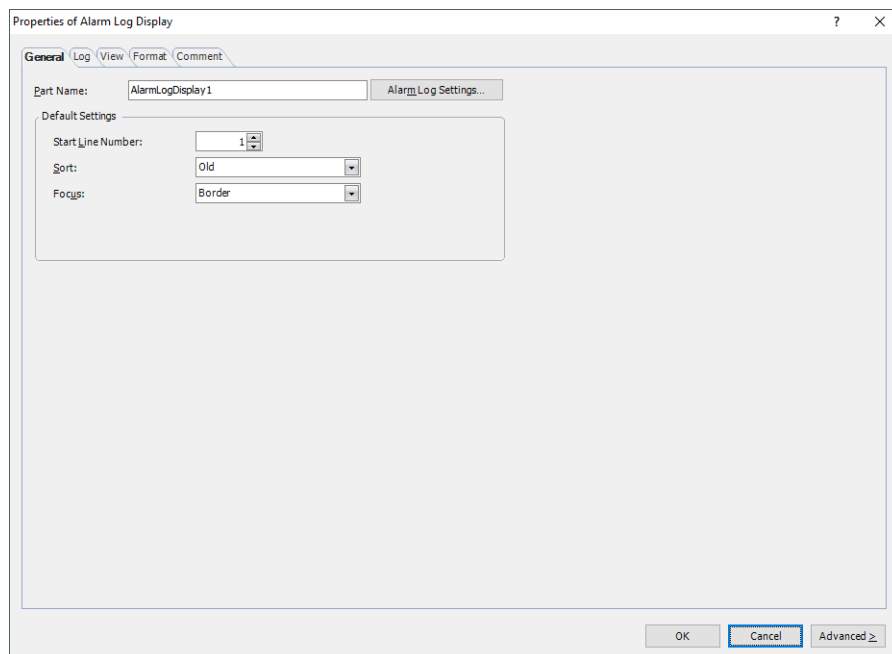 Properties of Alarm Log Display ? X
General Log View Format Comment
Part Name: AlarmLogDisplay1 Alarm Log Settings...
Default Settings
Start Line Number: 1
Sort: Old
Focus: Border
OK Cancel Advanced >